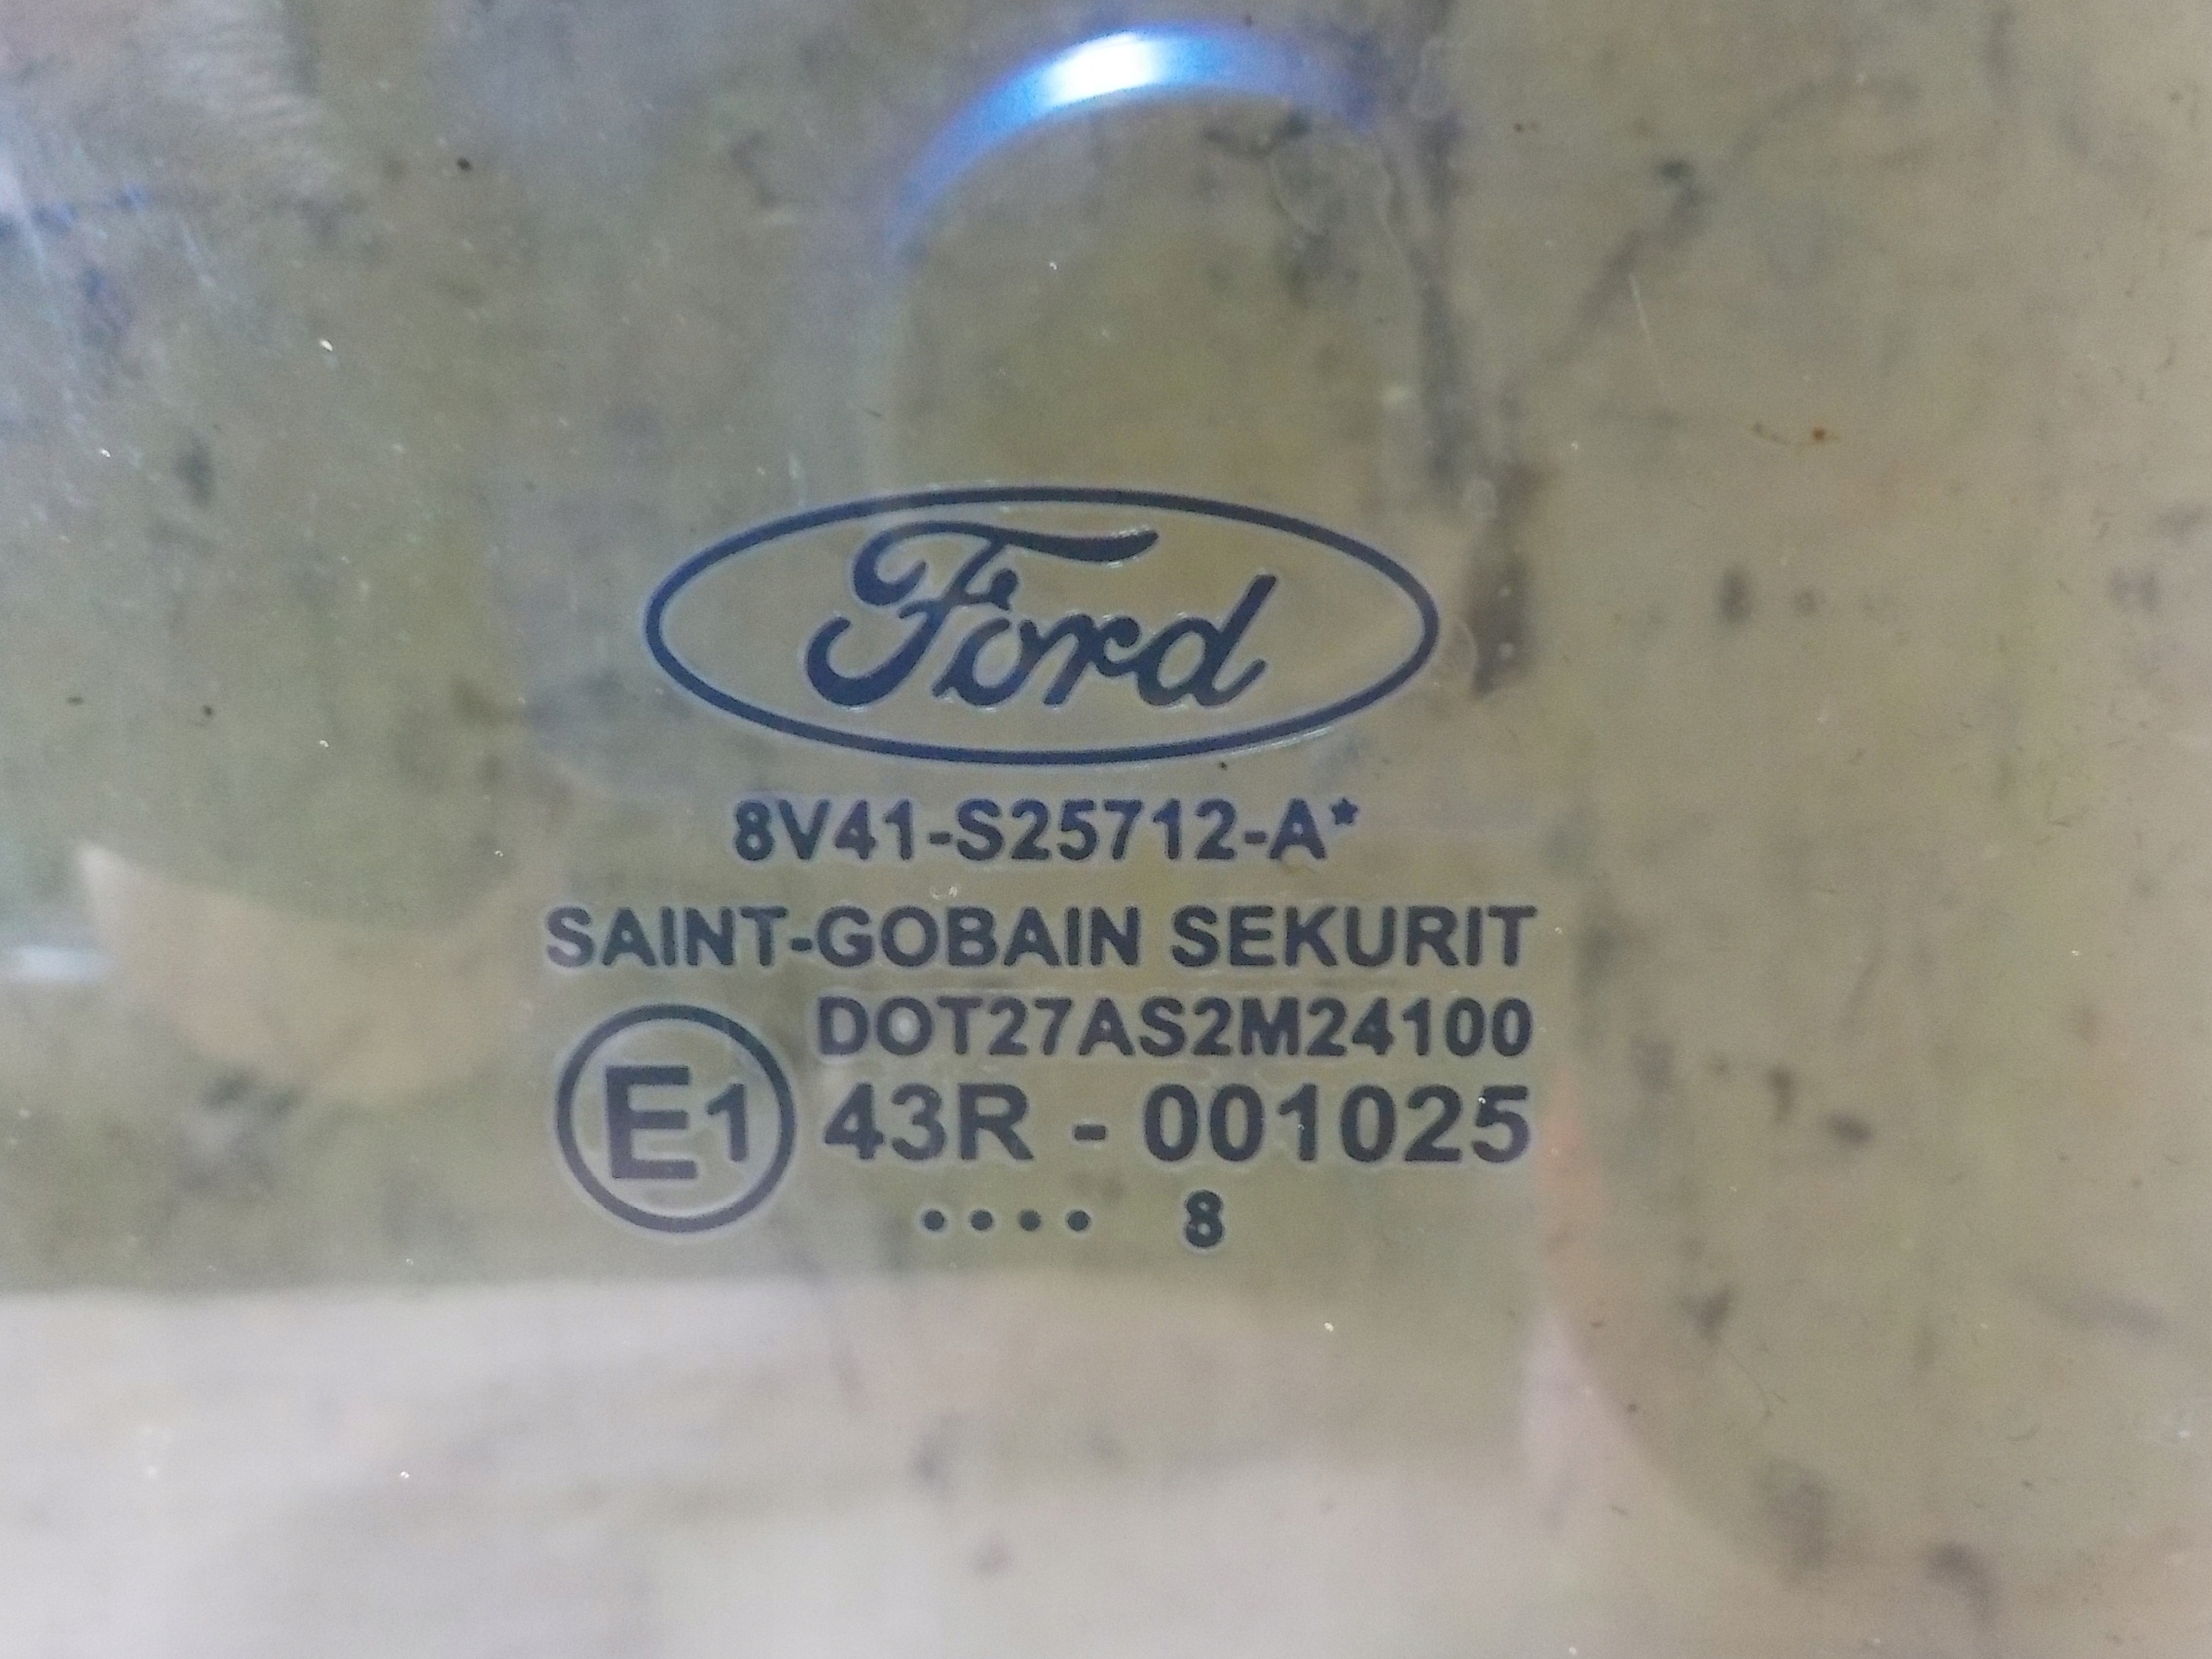 Ford
8V41-S25712-A*
SAINT-GOBAIN SEKURIT
DOT27AS2M24100
E1 43R - 001025
•••• 8